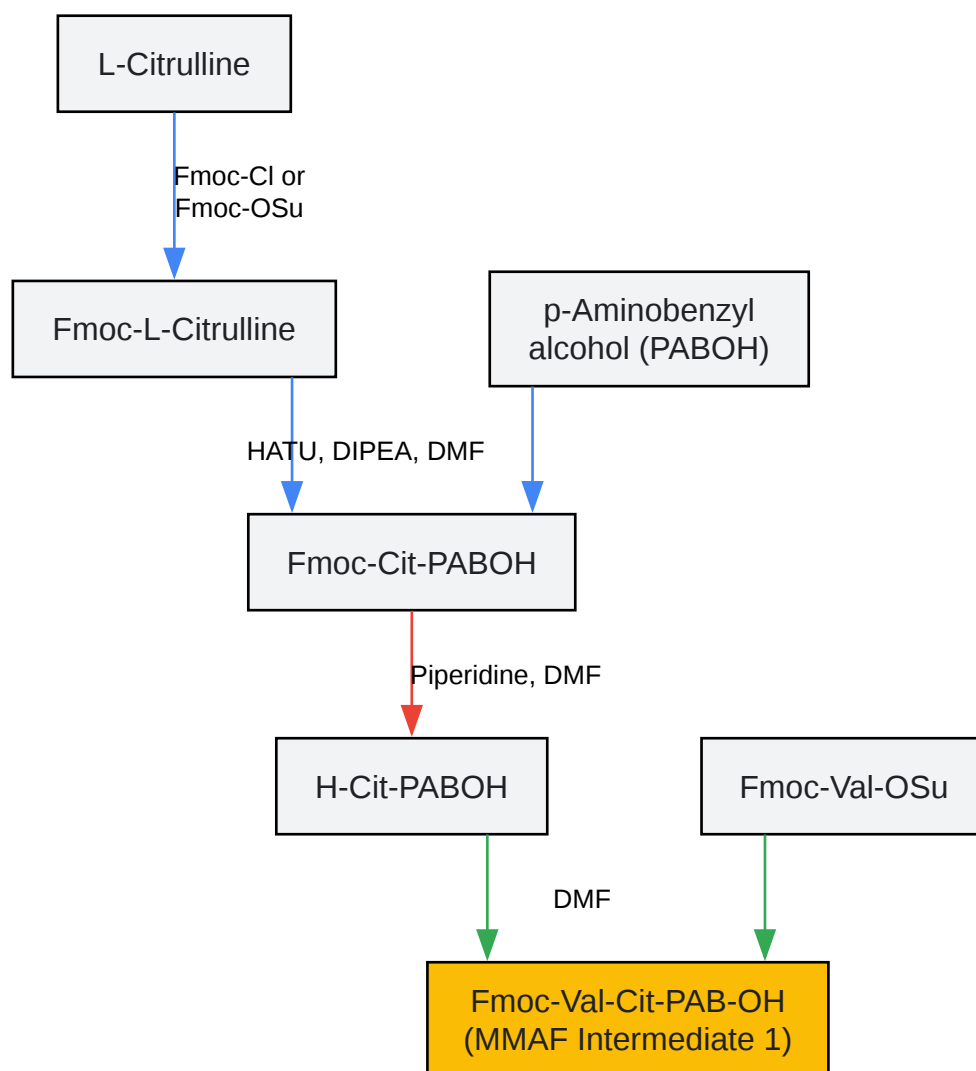 L-Citrulline
Fmoc-Cl or
Fmoc-OSu
Fmoc-L-Citrulline
p-Aminobenzyl
alcohol (PABOH)
HATU, DIPEA, DMF
Fmoc-Cit-PABOH
Piperidine, DMF
H-Cit-PABOH
Fmoc-Val-OSu
DMF
Fmoc-Val-Cit-PAB-OH
(MMAF Intermediate 1)